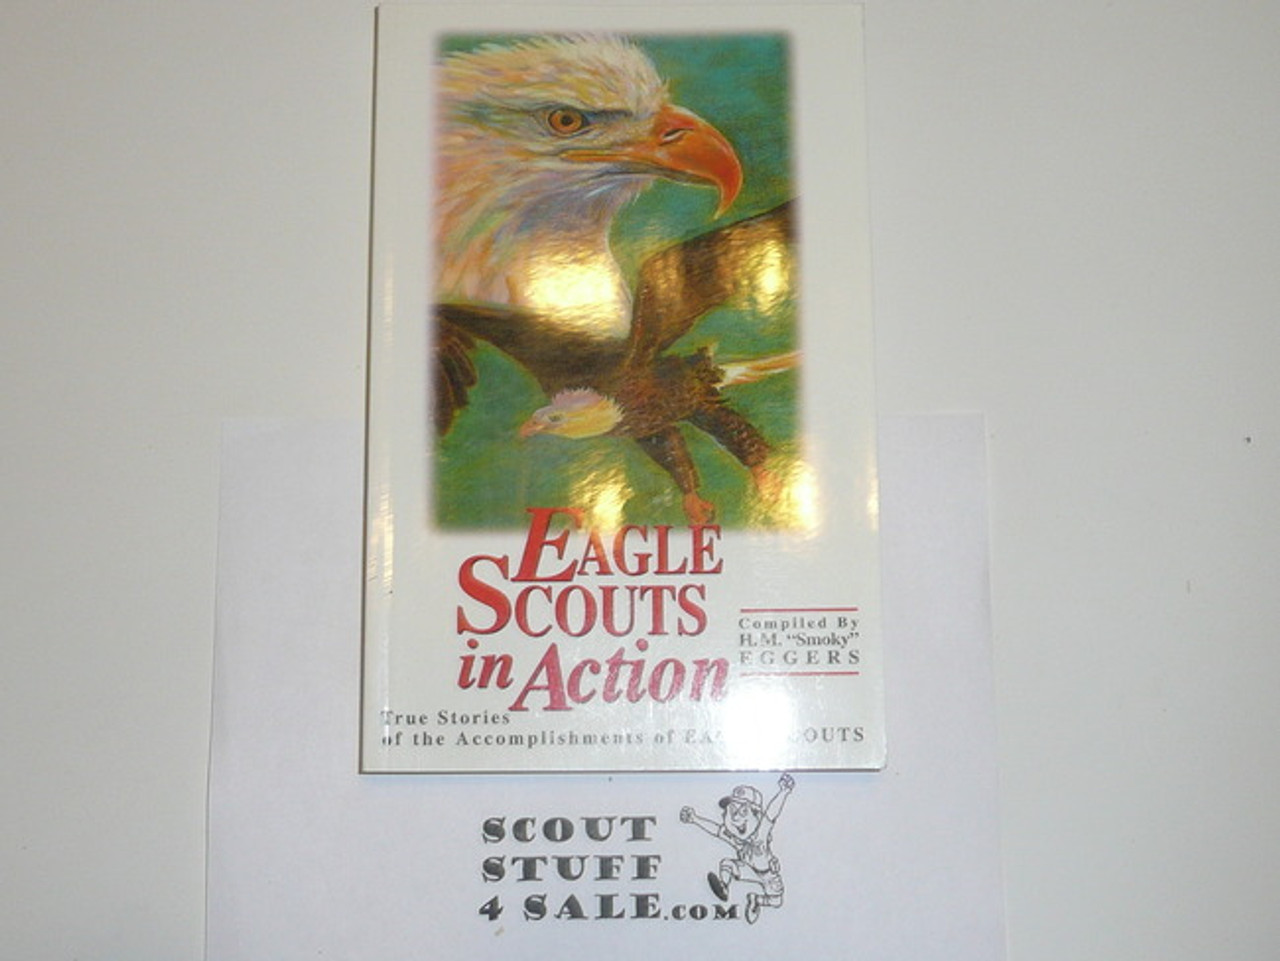 EAGLE
SCOUTS
in Action
Compiled By
H.M. “Smoky”
EGGERS
True Stories
of the Accomplishments of
SCOUT
STUFF
4 SALE.COM